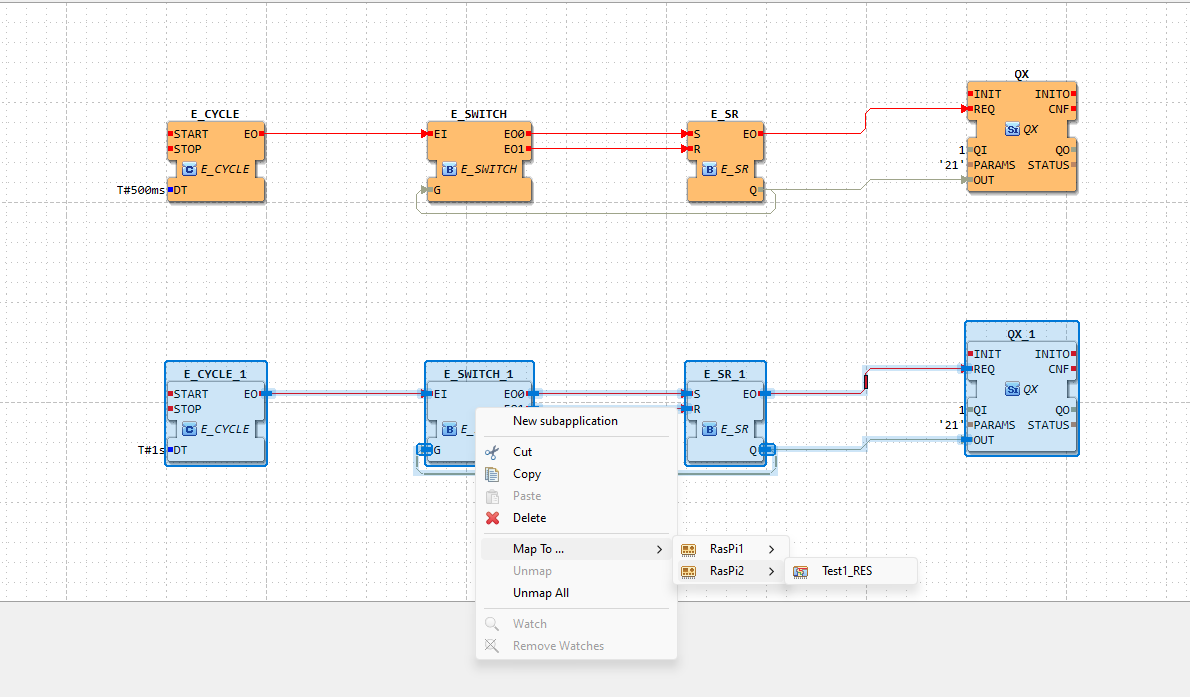 QX
E_CYCLE E_SWITCH E_SR
INIT INITO
REQ CNF
START EO EI EO0 S EO
STOP EO1 R
QX
1 QI QO
E_CYCLE E_SWITCH E_SR
'21' PARAMS STATUS
OUT
T#500ms DT G Q
QX_1
E_CYCLE_1 E_SWITCH_1 E_SR_1
INIT INITO
REQ CNF
START EO EI EO0 S EO
STOP EO1 R
QX
1 QI QO
E_CYCLE E_ E_SR
'21' PARAMS STATUS
OUT
T#1s DT G Q
New subapplication
Cut
Copy
Paste
Delete
Map To ... RasPi1
Unmap RasPi2 Test1_RES
Unmap All
Watch
Remove Watches